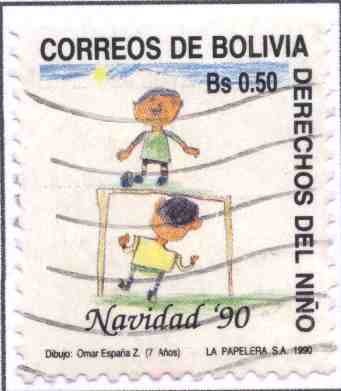 CORREOS DE BOLIVIA
Bs 0.50
DERECHOS DEL NIÑO
Navidad '90
Dibujo: Omar España Z. (7 Años) LA PAPELERA S.A. 1990